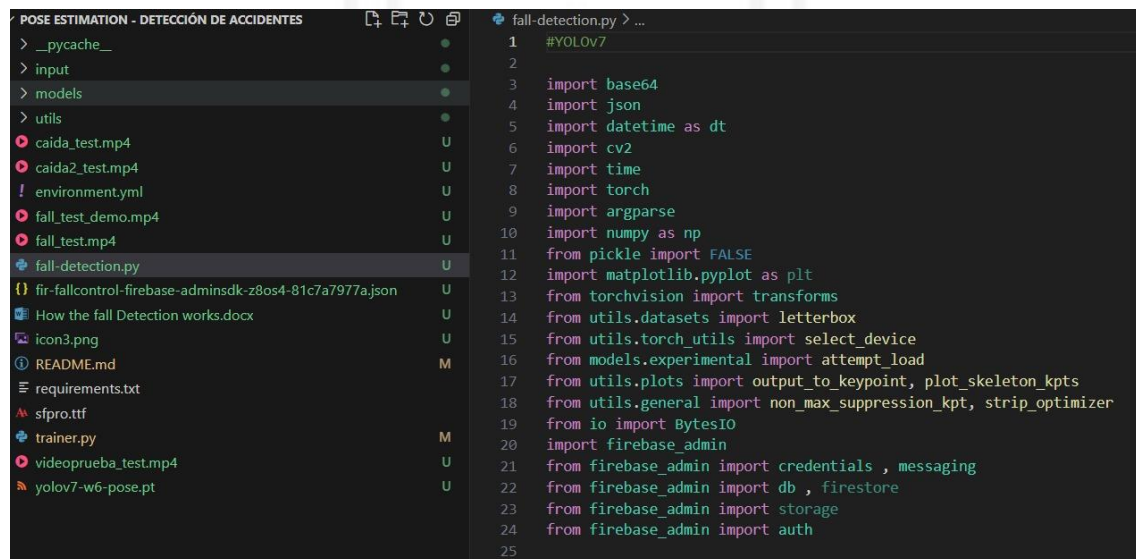 POSE ESTIMATION - DETECCIÓN DE ACCIDENTES
> __pycache__
> input
> models
> utils
caida_test.mp4 U
caida2_test.mp4 U
! environment.yml U
fall_test_demo.mp4 U
fall_test.mp4 U
fall-detection.py U
{} fir-fallcontrol-firebase-adminsdk-z8os4-81c7a7977a.json U
How the fall Detection works.docx U
icon3.png U
README.md M
requirements.txt
sfpro.ttf
trainer.py M
videoprueba_test.mp4 U
yolov7-w6-pose.pt U
fall-detection.py > ...
1 #YOLOv7
2
3 import base64
4 import json
5 import datetime as dt
6 import cv2
7 import time
8 import torch
9 import argparse
10 import numpy as np
11 from pickle import FALSE
12 import matplotlib.pyplot as plt
13 from torchvision import transforms
14 from utils.datasets import letterbox
15 from utils.torch_utils import select_device
16 from models.experimental import attempt_load
17 from utils.plots import output_to_keypoint, plot_skeleton_kpts
18 from utils.general import non_max_suppression_kpt, strip_optimizer
19 from io import BytesIO
20 import firebase_admin
21 from firebase_admin import credentials , messaging
22 from firebase_admin import db , firestore
23 from firebase_admin import storage
24 from firebase_admin import auth
25